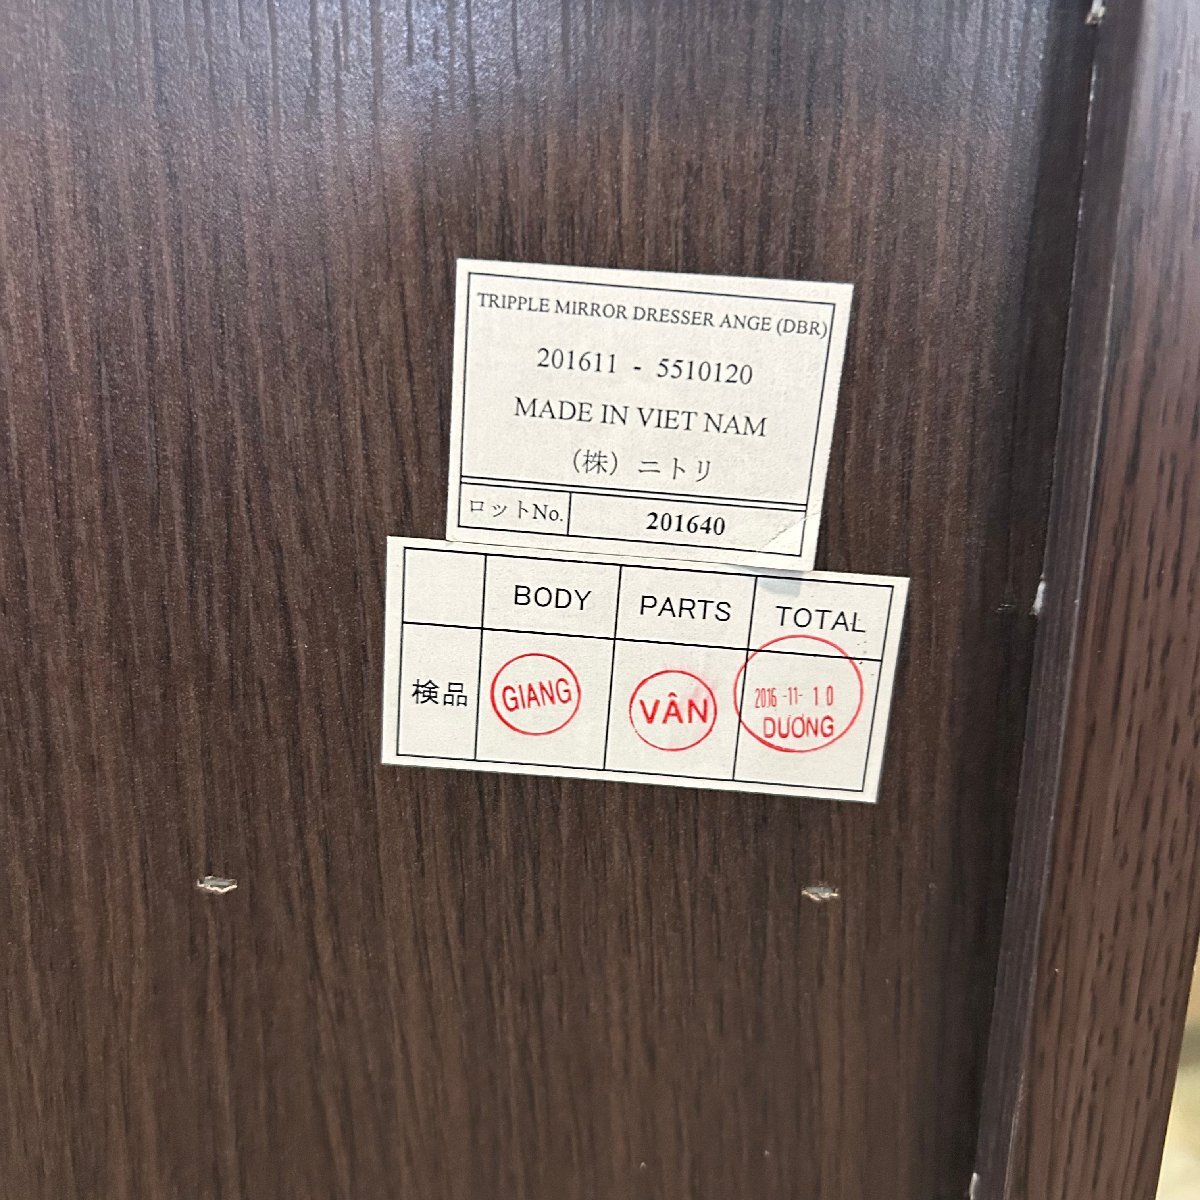 TRIPPLE MIRROR DRESSER ANGE (DBR)
201611 - 5510120
MADE IN VIET NAM
（株）ニトリ
ロットNo. 201640
BODY PARTS TOTAL
検品 GIANG VÂN 2016-11-10
DƯƠNG